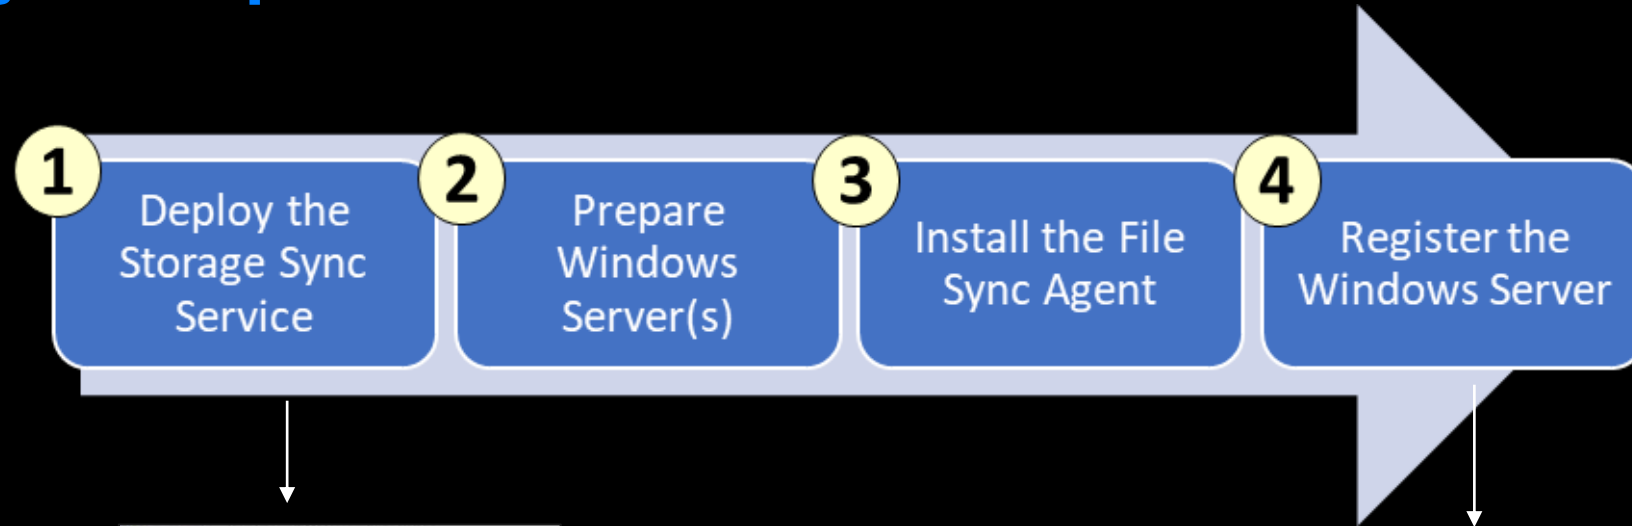 1
Deploy the
Storage Sync
Service
2
Prepare
Windows
Server(s)
3
Install the File
Sync Agent
4
Register the
Windows Server